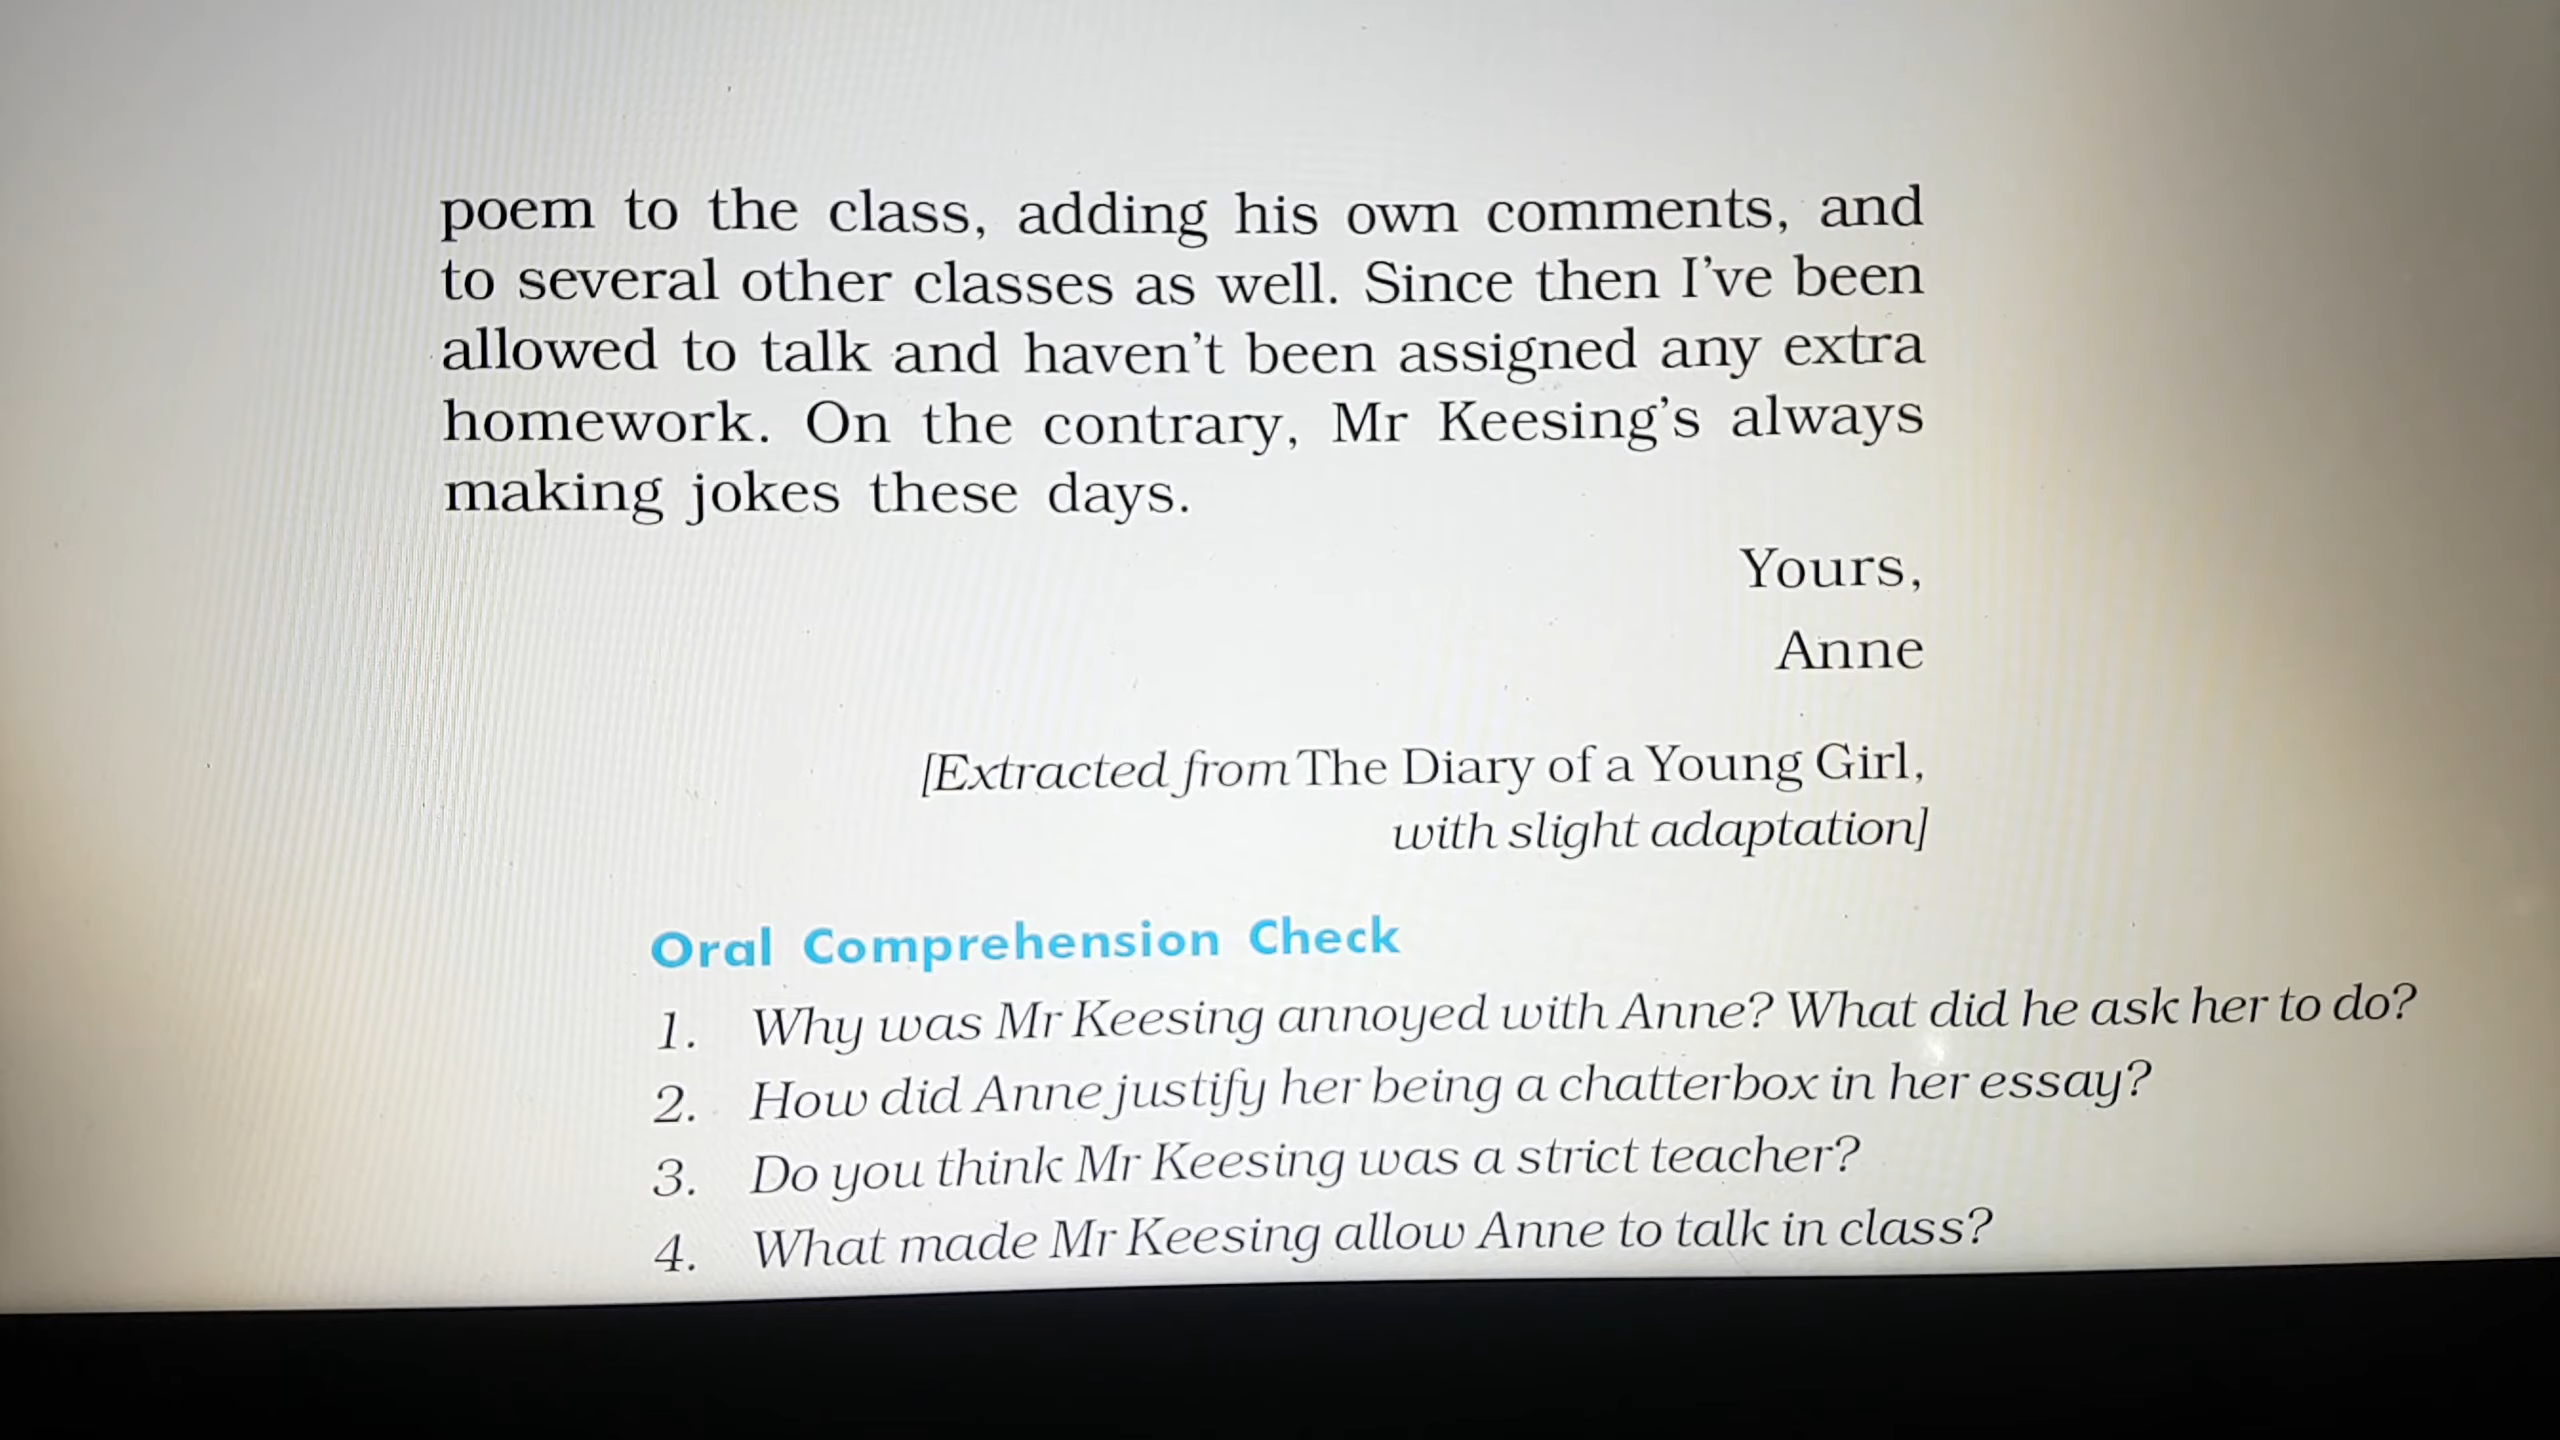 poem to the class, adding his own comments, and
to several other classes as well. Since then I've been
allowed to talk and haven't been assigned any extra
homework. On the contrary, Mr Keesing's always
making jokes these days.
Yours,
Anne
[Extracted from The Diary of a Young Girl,
with slight adaptation]
Oral Comprehension Check
1. Why was Mr Keesing annoyed with Anne? What did he ask her to do?
2. How did Anne justify her being a chatterbox in her essay?
3. Do you think Mr Keesing was a strict teacher?
4. What made Mr Keesing allow Anne to talk in class?